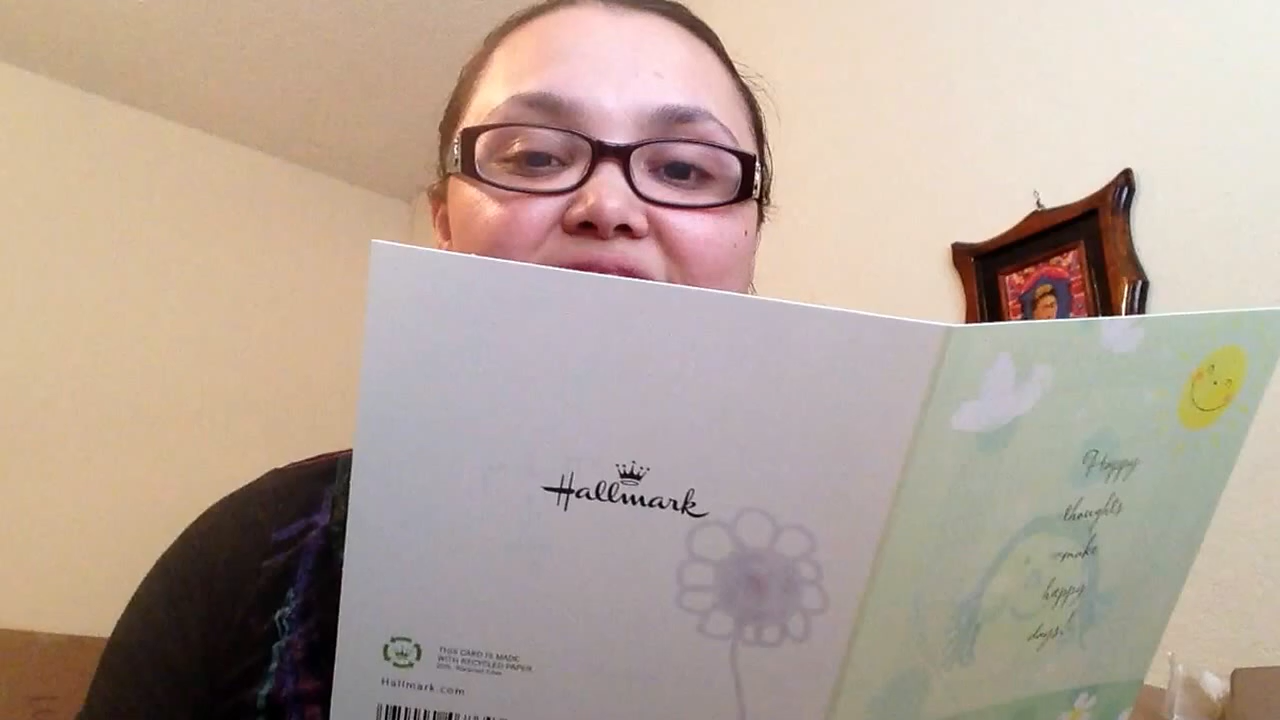 Hallmark
THIS CARD IS MADE
WITH RECYCLED PAPER
Hallmark.com
Happy
thoughts
make
happy
days!